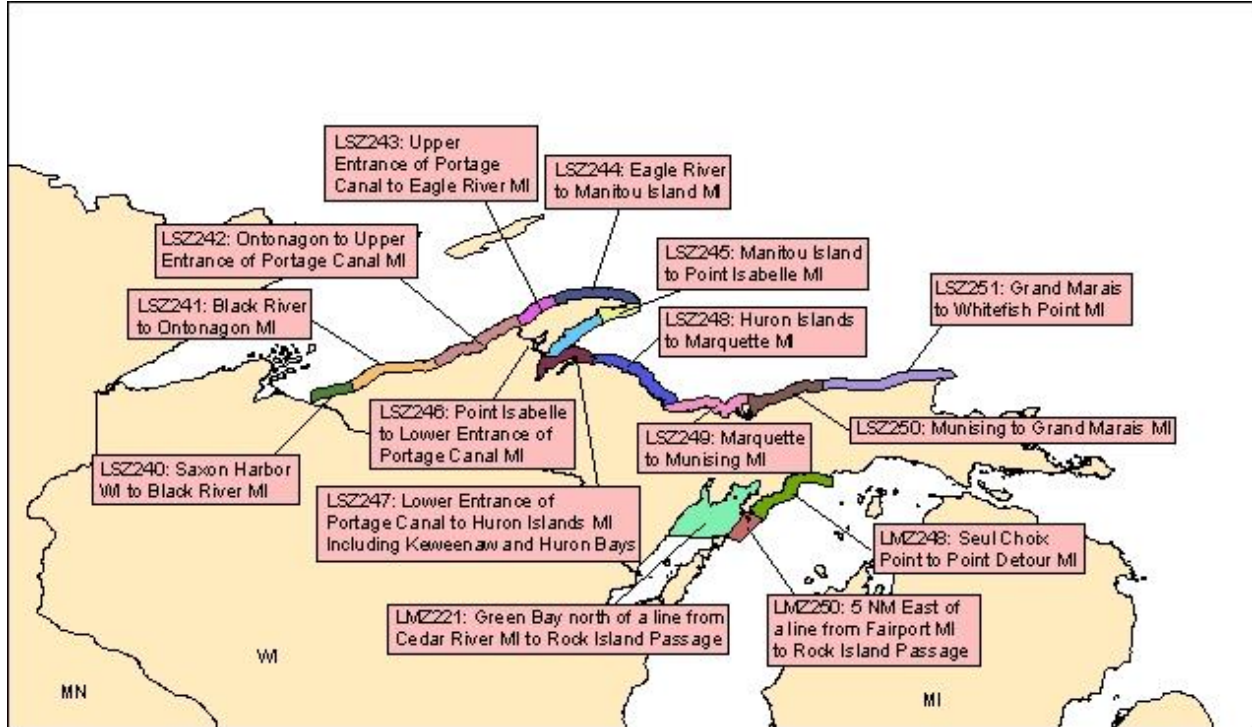 LSZ243: Upper
Entrance of Portage
Canal to Eagle River MI
LSZ244: Eagle River
to Manitou Island MI
LSZ242: Ontonagon to Upper
Entrance of Portage Canal MI
LSZ245: Manitou Island
to Point Isabelle MI
LSZ241: Black River
to Ontonagon MI
LSZ251: Grand Marais
to Whitefish Point MI
LSZ248: Huron Islands
to Marquette MI
LSZ246: Point Isabelle
to Lower Entrance of
Portage Canal MI
LSZ250: Munising to Grand Marais MI
LSZ249: Marquette
to Munising MI
LSZ240: Saxon Harbor
WI to Black River MI
LSZ247: Lower Entrance of
Portage Canal to Huron Islands MI
Including Keweenaw and Huron Bays
LMZ248: Seul Choix
Point to Point Detour MI
LMZ221: Green Bay north of a line from
Cedar River MI to Rock Island Passage
LMZ250: 5 NM East of
a line from Fairport MI
to Rock Island Passage
WI
MN
MI